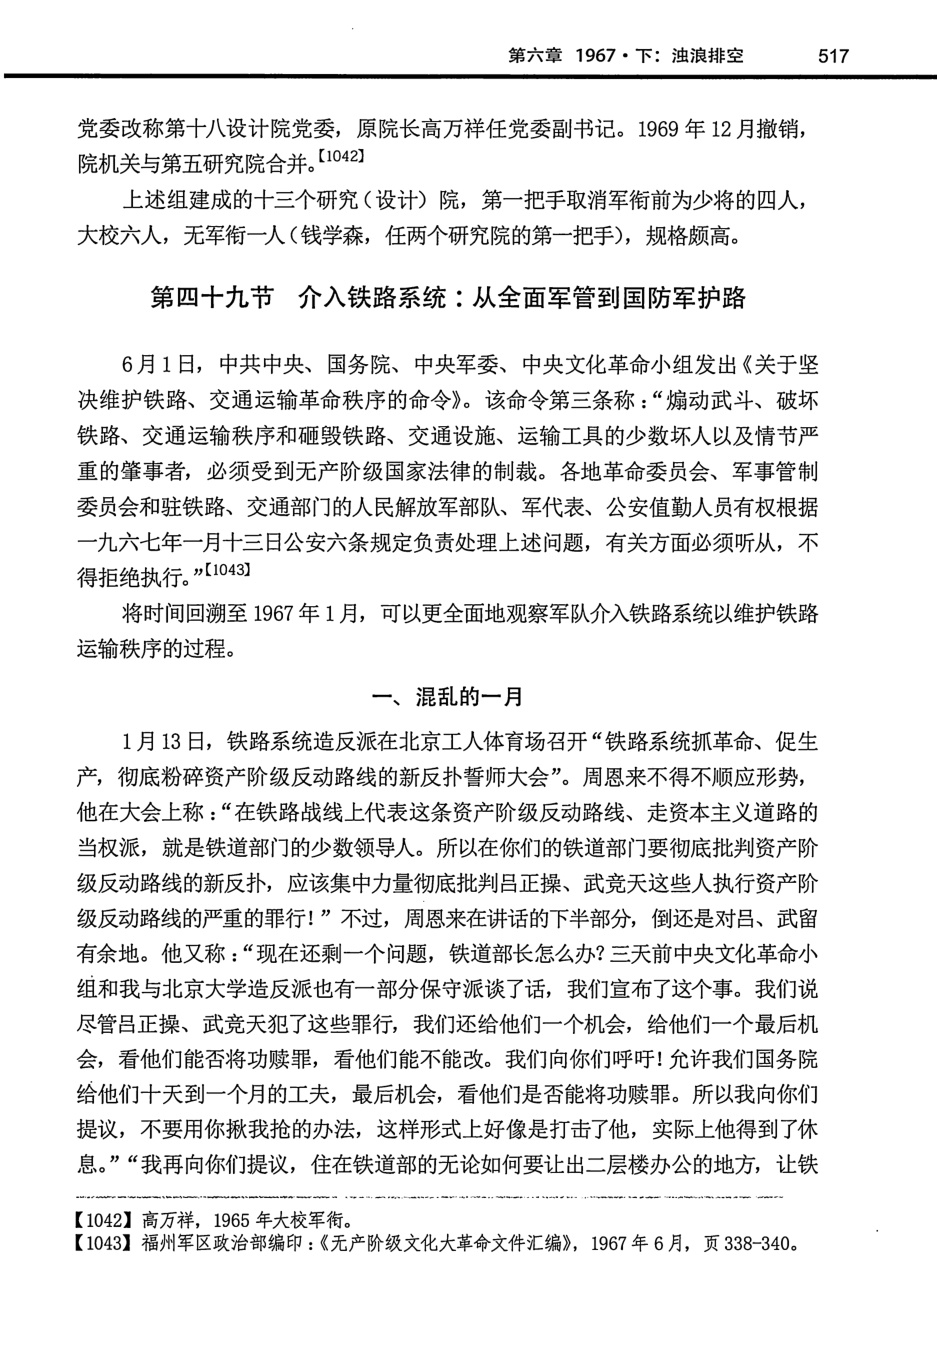 第六章 1967·下：浊浪排空 517
党委改称第十八设计院党委，原院长高万祥任党委副书记。1969 年 12 月撤销，
院机关与第五研究院合并。【1042】
上述组建成的十三个研究（设计）院，第一把手取消军衔前为少将的四人，
大校六人，无军衔一人（钱学森，任两个研究院的第一把手），规格颇高。
第四十九节 介入铁路系统：从全面军管到国防军护路
6 月 1 日，中共中央、国务院、中央军委、中央文化革命小组发出《关于坚
决维护铁路、交通运输革命秩序的命令》。该命令第三条称：“煽动武斗、破坏
铁路、交通运输秩序和砸毁铁路、交通设施、运输工具的少数坏人以及情节严
重的肇事者，必须受到无产阶级国家法律的制裁。各地革命委员会、军事管制
委员会和驻铁路、交通部门的人民解放军部队、军代表、公安值勤人员有权根据
一九六七年一月十三日公安六条规定负责处理上述问题，有关方面必须听从，不
得拒绝执行。”【1043】
将时间回溯至 1967 年 1 月，可以更全面地观察军队介入铁路系统以维护铁路
运输秩序的过程。
一、混乱的一月
1 月 13 日，铁路系统造反派在北京工人体育场召开“铁路系统抓革命、促生
产，彻底粉碎资产阶级反动路线的新反扑誓师大会”。周恩来不得不顺应形势，
他在大会上称：“在铁路战线上代表这条资产阶级反动路线、走资本主义道路的
当权派，就是铁道部门的少数领导人。所以在你们的铁道部门要彻底批判资产阶
级反动路线的新反扑，应该集中力量彻底批判吕正操、武竞天这些人执行资产阶
级反动路线的严重的罪行！”不过，周恩来在讲话的下半部分，倒还是对吕、武留
有余地。他又称：“现在还剩一个问题，铁道部长怎么办？三天前中央文化革命小
组和我与北京大学造反派也有一部分保守派谈了话，我们宣布了这个事。我们说
尽管吕正操、武竞天犯了这些罪行，我们还给他们一个机会，给他们一个最后机
会，看他们能否将功赎罪，看他们能不能改。我们向你们呼吁！允许我们国务院
给他们十天到一个月的工夫，最后机会，看他们是否能将功赎罪。所以我向你们
提议，不要用你揪我抢的办法，这样形式上好像是打击了他，实际上他得到了休
息。”“我再向你们提议，住在铁道部的无论如何要让出二层楼办公的地方，让铁
【1042】高万祥，1965 年大校军衔。
【1043】福州军区政治部编印：《无产阶级文化大革命文件汇编》，1967 年 6 月，页 338-340。